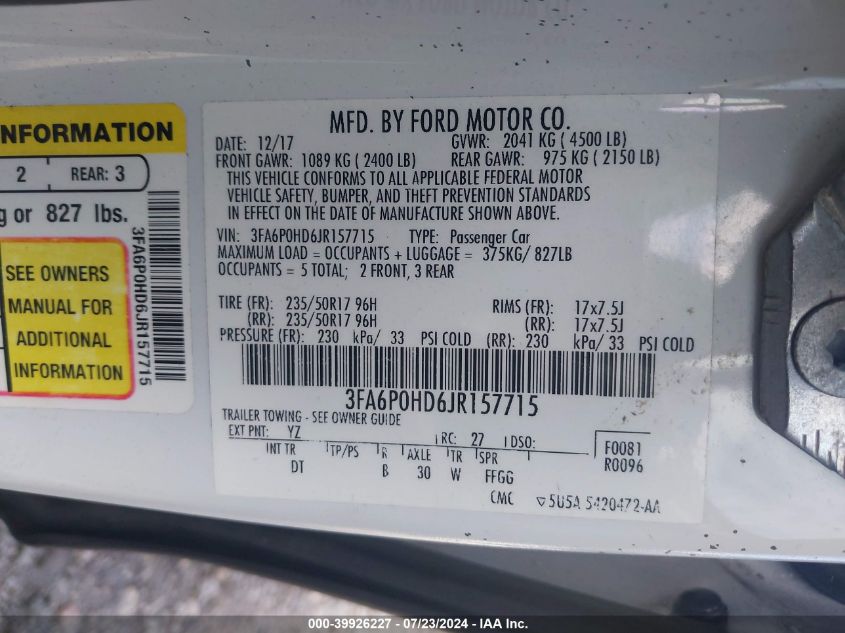 NFORMATION
2 REAR: 3
g or 827 lbs.
SEE OWNERS
MANUAL FOR
ADDITIONAL
INFORMATION
3FA6P0HD6JR157715
MFD. BY FORD MOTOR CO.
DATE: 12/17 GVWR: 2041 KG ( 4500 LB)
FRONT GAWR: 1089 KG ( 2400 LB) REAR GAWR: 975 KG ( 2150 LB)
THIS VEHICLE CONFORMS TO ALL APPLICABLE FEDERAL MOTOR
VEHICLE SAFETY, BUMPER, AND THEFT PREVENTION STANDARDS
IN EFFECT ON THE DATE OF MANUFACTURE SHOWN ABOVE.
VIN: 3FA6P0HD6JR157715 TYPE: Passenger Car
MAXIMUM LOAD = OCCUPANTS + LUGGAGE = 375KG/ 827LB
OCCUPANTS = 5 TOTAL; 2 FRONT, 3 REAR
TIRE (FR): 235/50R17 96H RIMS (FR): 17x7.5J
(RR): 235/50R17 96H (RR): 17x7.5J
PRESSURE (FR): 230 kPa/ 33 PSI COLD (RR): 230 kPa/ 33 PSI COLD
3FA6P0HD6JR157715
TRAILER TOWING - SEE OWNER GUIDE
EXT PNT: YZ RC: 27 DSO: F0081
INT TR TP/PS R AXLE TR SPR R0096
DT B 30 W FFGG
CMC ▽5U5A 5420472-AA
000-39926227 - 07/23/2024 - IAA Inc.